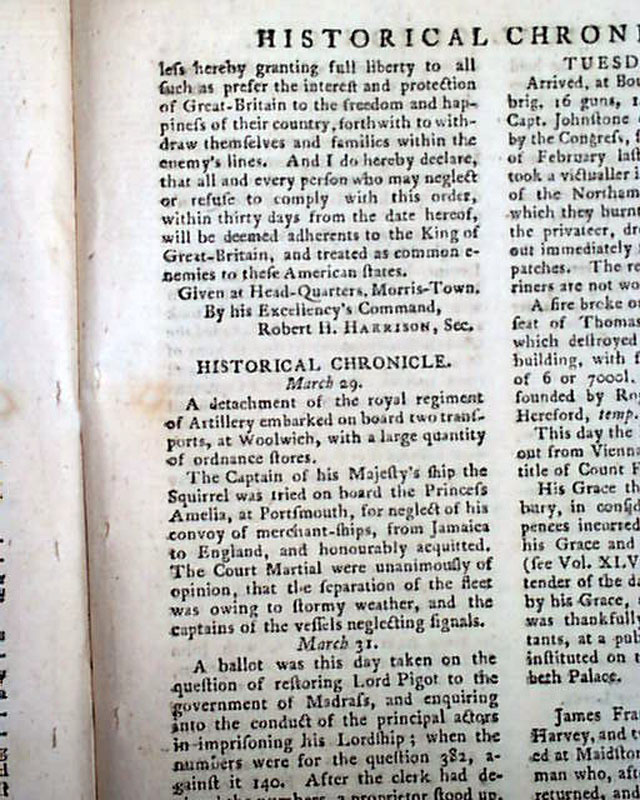 HISTORICAL CHRON
leſs hereby granting full liberty to all
ſuch as prefer the intereſt and protection
of Great-Britain to the freedom and hap-
pineſs of their country, forthwith to with-
draw themſelves and families within the
enemy's lines. And I do hereby declare,
that all and every perſon who may neglect
or refuſe to comply with this order,
within thirty days from the date hereof,
will be deemed adherents to the King of
Great-Britain, and treated as common e-
nemies to theſe American ſtates.
Given at Head-Quarters, Morris-Town.
By his Excellency's Command,
Robert H. HARRISON, Sec.
HISTORICAL CHRONICLE.
March 29.
A detachment of the royal regiment
of Artillery embarked on board two tranſ-
ports, at Woolwich, with a large quantity
of ordnance ſtores.
The Captain of his Majeſty's ſhip the
Squirrel was tried on board the Princeſs
Amelia, at Portſmouth, for neglect of his
convoy of merchant-ſhips, from Jamaica
to England, and honourably acquitted.
The Court Martial were unanimouſly of
opinion, that the ſeparation of the fleet
was owing to ſtormy weather, and the
captains of the veſſels neglecting ſignals.
March 31.
A ballot was this day taken on the
queſtion of reſtoring Lord Pigot to the
government of Madraſs, and enquiring
into the conduct of the principal actors
in impriſoning his Lordſhip; when the
numbers were for the queſtion 382, a-
gainſt it 140. After the clerk had de-
the numbers, a proprietor ſtood up,
TUESD
Arrived, at Bou
brig, 16 guns, 1
Capt. Johnſtone
by the Congreſs,
of February laſt
took a victualler i
of the Northam
which they burnt
the privateer, dr
out immediately
patches. The re
riners are not wo
A fire broke o
ſeat of Thomas
which deſtroyed
building, with f
of 6 or 7000l.
founded by Rog
Hereford, temp.
This day the
out from Vienna
title of Count F
His Grace th
bury, in conſid
pences incurred
his Grace and
(ſee Vol. XLV
tender of the da
by his Grace,
was thankfully
tants, at a pub
inſtituted on t
beth Palace.
James Fra
Harvey, and tw
ed at Maidſton
man who, afte
returned, and